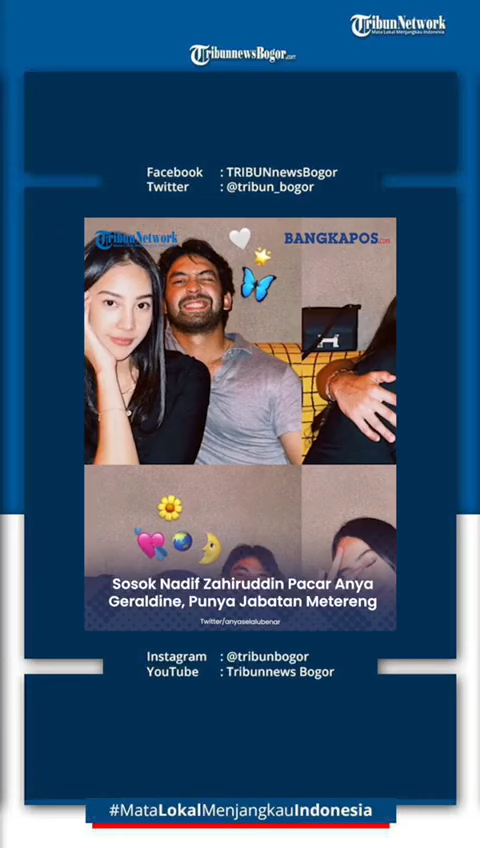 TribunNetwork
Mata Lokal Menjangkau Indonesia
TribunnewsBogor.com
Facebook : TRIBUNnewsBogor
Twitter : @tribun_bogor
TribunNetwork
BANGKAPOS.com
Sosok Nadif Zahiruddin Pacar Anya
Geraldine, Punya Jabatan Metereng
Twitter/anyaselalubenar
Instagram : @tribunbogor
YouTube : Tribunnews Bogor
#MataLokalMenjangkauIndonesia